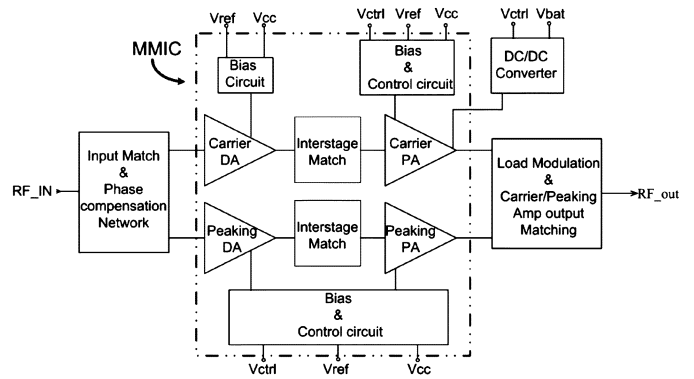 Vref Vcc
Vctrl Vref Vcc
Vctrl Vbat
MMIC
Bias
Circuit
Bias
&
Control circuit
DC/DC
Converter
Input Match
&
Phase
compensation
Network
Carrier
DA
Interstage
Match
Carrier
PA
Load Modulation
&
Carrier/Peaking
Amp output
Matching
RF_IN
RF_out
Peaking
DA
Interstage
Match
Peaking
PA
Bias
&
Control circuit
Vctrl Vref Vcc